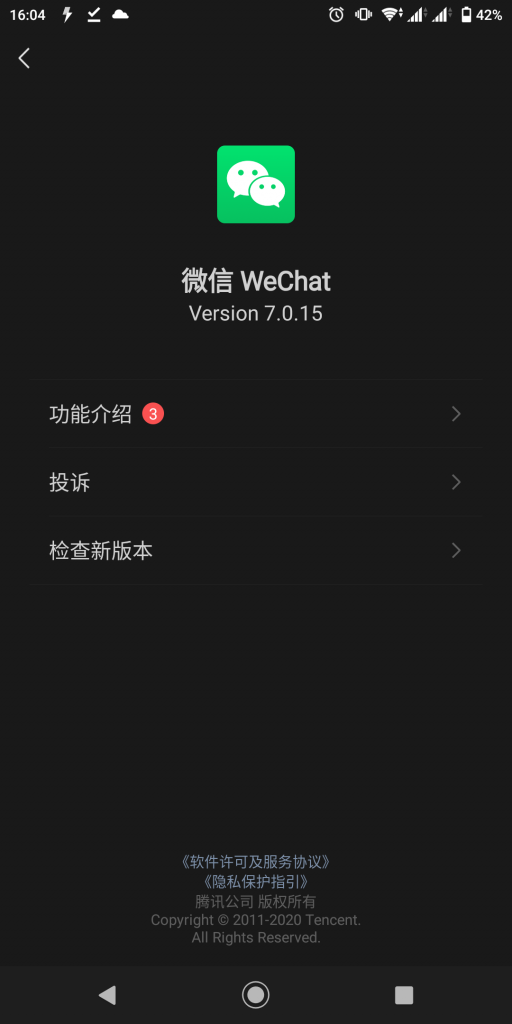 16:04
42%
微信 WeChat
Version 7.0.15
功能介绍 3
投诉
检查新版本
《软件许可及服务协议》
《隐私保护指引》
腾讯公司 版权所有
Copyright © 2011-2020 Tencent.
All Rights Reserved.